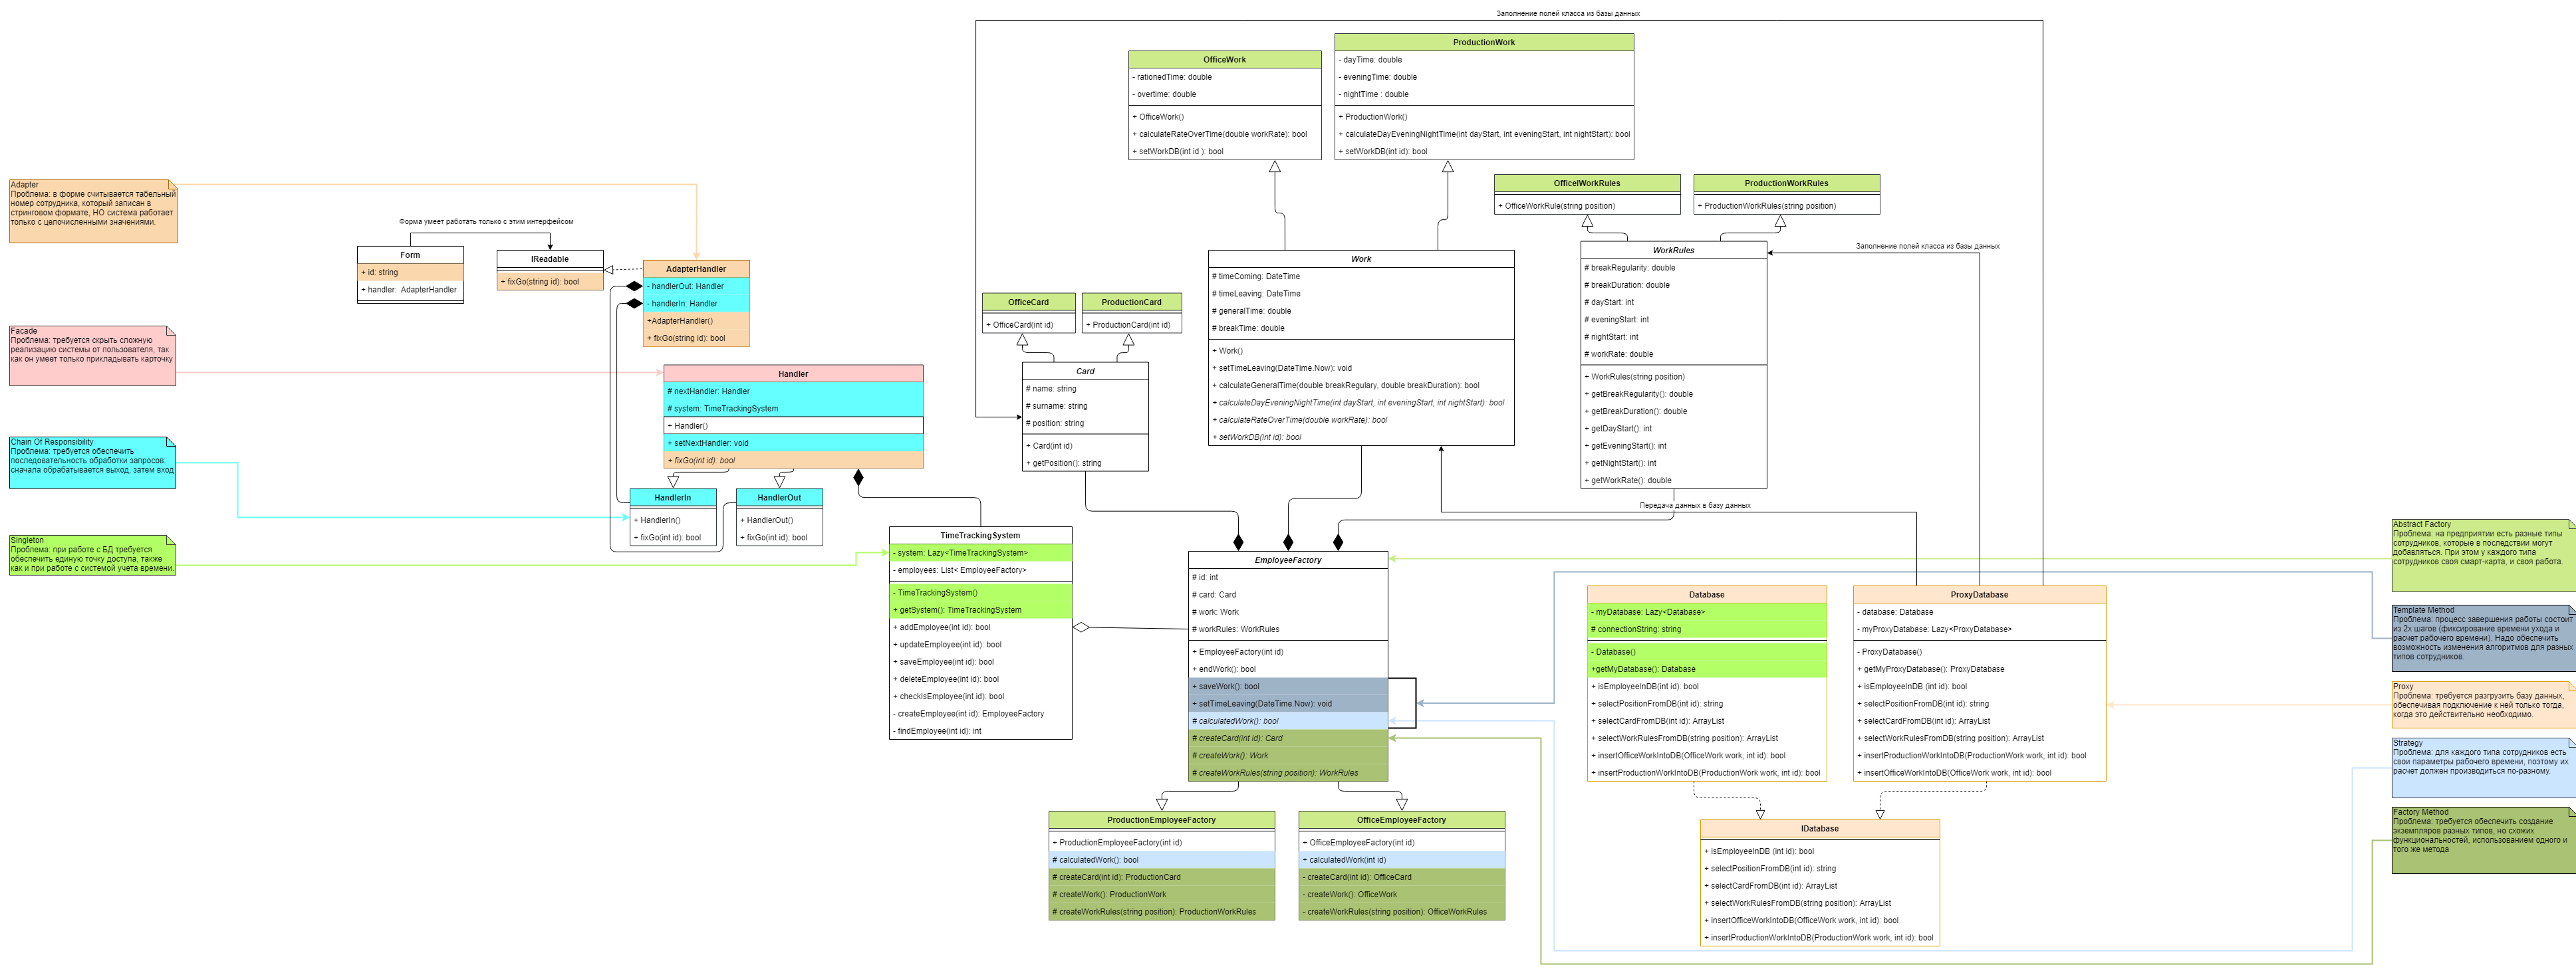 Заполнение полей класса из базы данных
OfficeWork
- rationedTime: double
- overtime: double
+ OfficeWork()
+ calculateRateOverTime(double workRate): bool
+ setWorkDB(int id ): bool
ProductionWork
- dayTime: double
- eveningTime: double
- nightTime : double
+ ProductionWork()
+ calculateDayEveningNightTime(int dayStart, int eveningStart, int nightStart): bool
+ setWorkDB(int id): bool
Adapter
Проблема: в форме считывается табельный
номер сотрудника, который записан в
стринговом формате, НО система работает
только с целочисленными значениями.
Форма умеет работать только с этим интерфейсом
Form
+ id: string
+ handler:  AdapterHandler
IReadable
+ fixGo(string id): bool
AdapterHandler
- handlerOut: Handler
- handlerIn: Handler
+AdapterHandler()
+ fixGo(string id): bool
OfficelWorkRules
+ OfficeWorkRule(string position)
ProductionWorkRules
+ ProductionWorkRules(string position)
Заполнение полей класса из базы данных
Work
# timeComing: DateTime
# timeLeaving: DateTime
# generalTime: double
# breakTime: double
+ Work()
+ setTimeLeaving(DateTime.Now): void
+ calculateGeneralTime(double breakRegulary, double breakDuration): bool
+ calculateDayEveningNightTime(int dayStart, int eveningStart, int nightStart): bool
+ calculateRateOverTime(double workRate): bool
+ setWorkDB(int id): bool
WorkRules
# breakRegularity: double
# breakDuration: double
# dayStart: int
# eveningStart: int
# nightStart: int
# workRate: double
+ WorkRules(string position)
+ getBreakRegularity(): double
+ getBreakDuration(): double
+ getDayStart(): int
+ getEveningStart(): int
+ getNightStart(): int
+ getWorkRate(): double
OfficeCard
+ OfficeCard(int id)
ProductionCard
+ ProductionCard(int id)
Card
# name: string
# surname: string
# position: string
+ Card(int id)
+ getPosition(): string
Facade
Проблема: требуется скрыть сложную
реализацию системы от пользователя, так
как он умеет только прикладывать карточку
Handler
# nextHandler: Handler
# system: TimeTrackingSystem
+ Handler()
+ setNextHandler: void
+ fixGo(int id): bool
Chain Of Responsibility
Проблема: требуется обеспечить
последовательность обработки запросов:
сначала обрабатывается выход, затем вход
HandlerIn
+ HandlerIn()
+ fixGo(int id): bool
HandlerOut
+ HandlerOut()
+ fixGo(int id): bool
Передача данных в базу данных
Singleton
Проблема: при работе с БД требуется
обеспечить единую точку доступа, также
как и при работе с системой учета времени.
TimeTrackingSystem
- system: Lazy<TimeTrackingSystem>
- employees: List< EmployeeFactory>
- TimeTrackingSystem()
+ getSystem(): TimeTrackingSystem
+ addEmployee(int id): bool
+ updateEmployee(int id): bool
+ saveEmployee(int id): bool
+ deleteEmployee(int id): bool
+ checkIsEmployee(int id): bool
- createEmployee(int id): EmployeeFactory
- findEmployee(int id): int
EmployeeFactory
# id: int
# card: Card
# work: Work
# workRules: WorkRules
+ EmployeeFactory(int id)
+ endWork(): bool
+ saveWork(): bool
+ setTimeLeaving(DateTime.Now): void
# calculatedWork(): bool
# createCard(int id): Card
# createWork(): Work
# createWorkRules(string position): WorkRules
ProductionEmployeeFactory
+ ProductionEmployeeFactory(int id)
# calculatedWork(): bool
# createCard(int id): ProductionCard
# createWork(): ProductionWork
# createWorkRules(string position): ProductionWorkRules
OfficeEmployeeFactory
+ OfficeEmployeeFactory(int id)
+ calculatedWork(int id)
- createCard(int id): OfficeCard
- createWork(): OfficeWork
- createWorkRules(string position): OfficeWorkRules
Database
- myDatabase: Lazy<Database>
# connectionString: string
- Database()
+getMyDatabase(): Database
+ isEmployeeInDB(int id): bool
+ selectPositionFromDB(int id): string
+ selectCardFromDB(int id): ArrayList
+ selectWorkRulesFromDB(string position): ArrayList
+ insertOfficeWorkIntoDB(OfficeWork work, int id): bool
+ insertProductionWorkIntoDB(ProductionWork work, int id): bool
ProxyDatabase
- database: Database
- myProxyDatabase: Lazy<ProxyDatabase>
- ProxyDatabase()
+ getMyProxyDatabase(): ProxyDatabase
+ isEmployeeInDB (int id): bool
+ selectPositionFromDB(int id): string
+ selectCardFromDB(int id): ArrayList
+ selectWorkRulesFromDB(string position): ArrayList
+ insertProductionWorkIntoDB(ProductionWork work, int id): bool
+ insertOfficeWorkIntoDB(OfficeWork work, int id): bool
IDatabase
+ isEmployeeInDB (int id): bool
+ selectPositionFromDB(int id): string
+ selectCardFromDB(int id): ArrayList
+ selectWorkRulesFromDB(string position): ArrayList
+ insertOfficeWorkIntoDB(OfficeWork work, int id): bool
+ insertProductionWorkIntoDB(ProductionWork work, int id): bool
Abstract Factory
Проблема: на предприятии есть разные типы
сотрудников, которые в последствии могут
добавляться. При этом у каждого типа
сотрудников своя смарт-карта, и своя работа.
Template Method
Проблема: процесс завершения работы состоит
из 2х шагов (фиксирование времени ухода и
расчет рабочего времени). Надо обеспечить
возможность изменения алгоритмов для разных
типов сотрудников.
Proxy
Проблема: требуется разгрузить базу данных,
обеспечивая подключение к ней только тогда,
когда это действительно необходимо.
Strategy
Проблема: для каждого типа сотрудников есть
свои параметры рабочего времени, поэтому их
расчет должен производиться по-разному.
Factory Method
Проблема: требуется обеспечить создание
экземпляров разных типов, но схожих
функциональностей, использованием одного и
того же метода